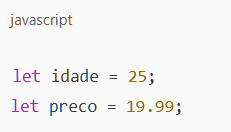 javascript
let idade = 25;
let preco = 19.99;